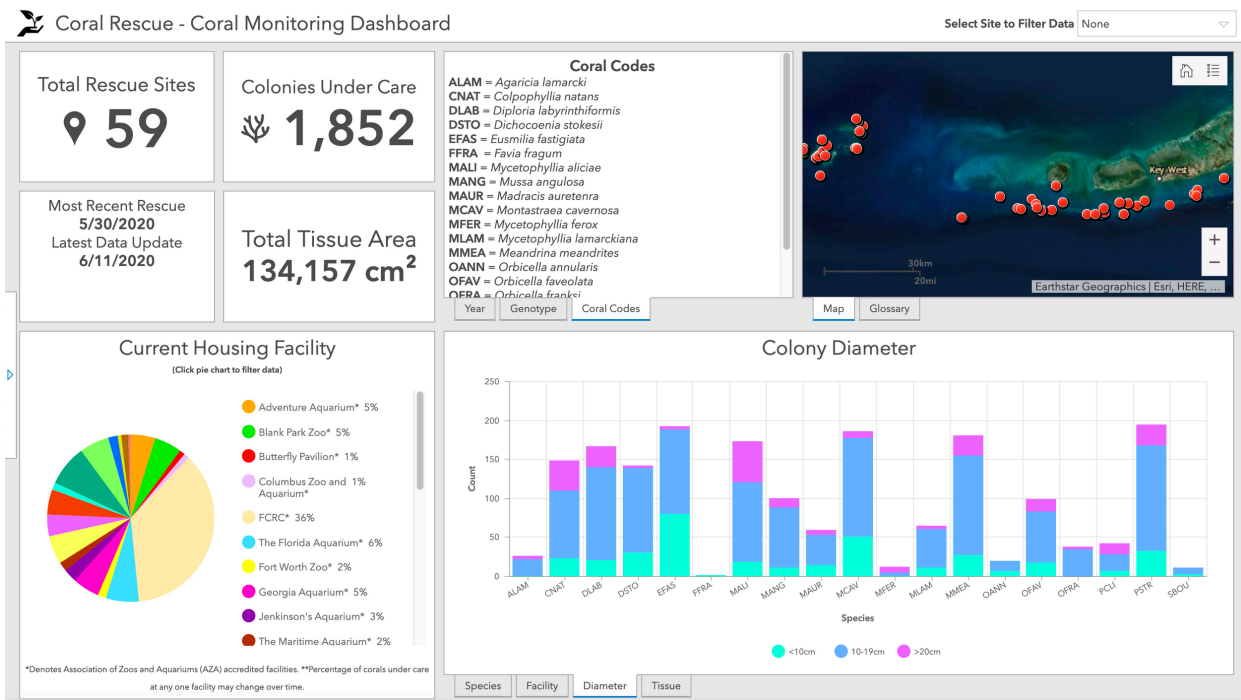 Coral Rescue - Coral Monitoring Dashboard
Select Site to Filter Data None
Total Rescue Sites
59
Colonies Under Care
1,852
Most Recent Rescue
5/30/2020
Latest Data Update
6/11/2020
Total Tissue Area
134,157 cm²
Coral Codes
ALAM = Agaricia lamarcki
CNAT = Colpophyllia natans
DLAB = Diploria labyrinthiformis
DSTO = Dichocoenia stokesii
EFAS = Eusmilia fastigiata
FFRA = Favia fragum
MALI = Mycetophyllia aliciae
MANG = Mussa angulosa
MAUR = Madracis auretenra
MCAV = Montastraea cavernosa
MFER = Mycetophyllia ferox
MLAM = Mycetophyllia lamarckiana
MMEA = Meandrina meandrites
OANN = Orbicella annularis
OFAV = Orbicella faveolata
OFRA = Orbicella franksi
Year Genotype Coral Codes
Key West
+
−
30km
20mi
Earthstar Geographics | Esri, HERE, ...
Map Glossary
Current Housing Facility
(Click pie chart to filter data)
Adventure Aquarium* 5%
Blank Park Zoo* 5%
Butterfly Pavilion* 1%
Columbus Zoo and 1%
Aquarium*
FCRC* 36%
The Florida Aquarium* 6%
Fort Worth Zoo* 2%
Georgia Aquarium* 5%
Jenkinson's Aquarium* 3%
The Maritime Aquarium* 2%
*Denotes Association of Zoos and Aquariums (AZA) accredited facilities. **Percentage of corals under care
at any one facility may change over time.
Colony Diameter
250
200
150
100
50
0
Count
ALAM CNAT DLAB DSTO EFAS FFRA MALI MANG MAUR MCAV MFER MLAM MMEA OANN OFAV OFRA PCLI PSTR SBOU
Species
<10cm 10-19cm >20cm
Species Facility Diameter Tissue